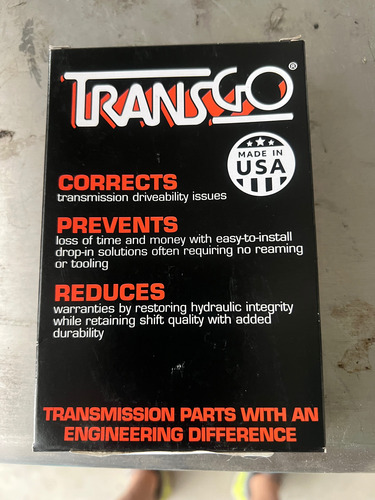 TRANSGO®
MADE IN
USA
CORRECTS
transmission driveability issues
PREVENTS
loss of time and money with easy-to-install
drop-in solutions often requiring no reaming
or tooling
REDUCES
warranties by restoring hydraulic integrity
while retaining shift quality with added
durability
TRANSMISSION PARTS WITH AN
ENGINEERING DIFFERENCE